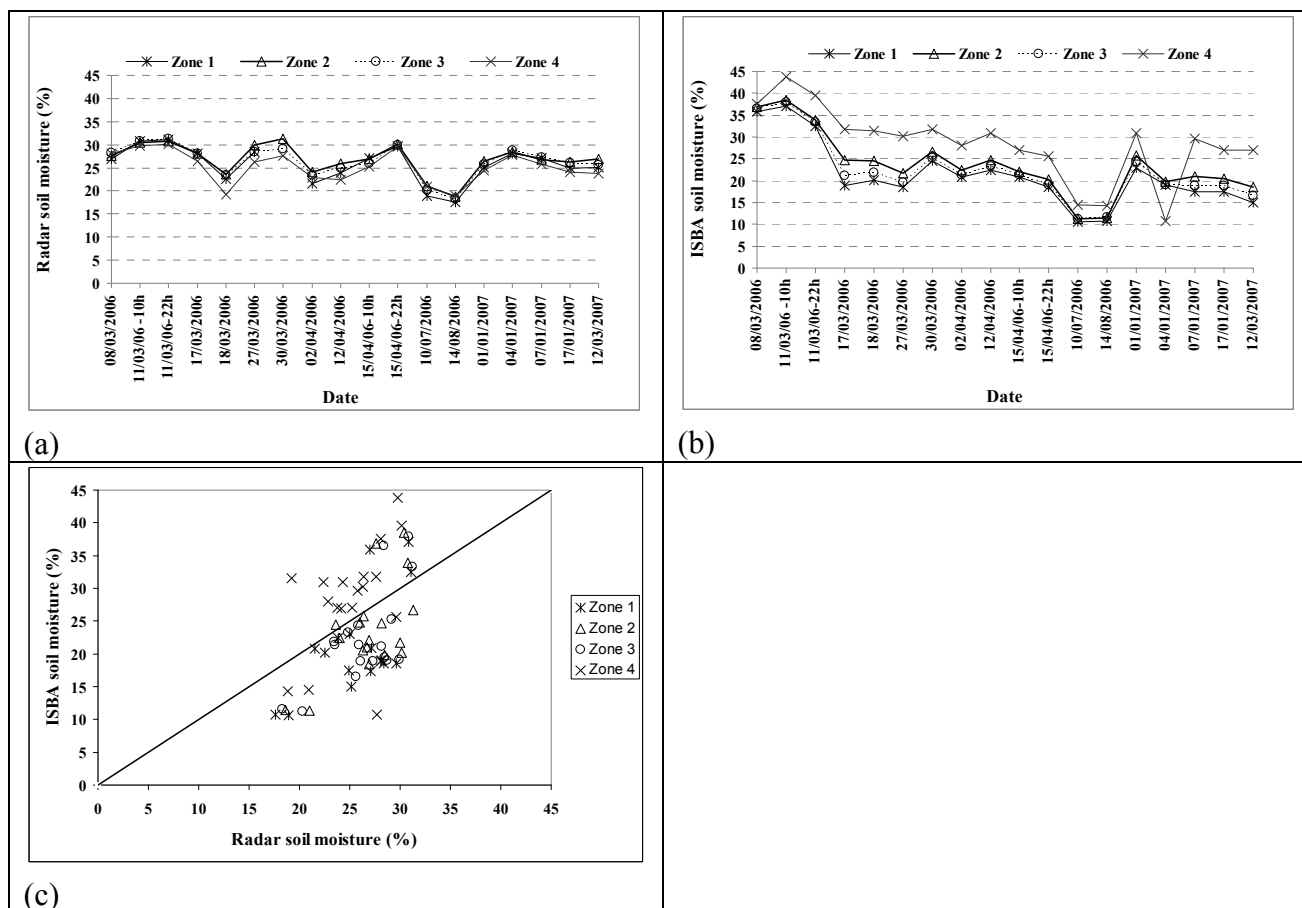 Zone 1 Zone 2 Zone 3 Zone 4
45
40
35
30
25
20
15
10
5
0
Radar soil moisture (%)
08/03/2006
11/03/06 -10h
11/03/06-22h
17/03/2006
18/03/2006
27/03/2006
30/03/2006
02/04/2006
12/04/2006
15/04/06-10h
15/04/06-22h
10/07/2006
14/08/2006
01/01/2007
04/01/2007
07/01/2007
17/01/2007
12/03/2007
Date
(a)
Zone 1 Zone 2 Zone 3 Zone 4
45
40
35
30
25
20
15
10
5
0
ISBA soil moisture (%)
08/03/2006
11/03/06 -10h
11/03/06-22h
17/03/2006
18/03/2006
27/03/2006
30/03/2006
02/04/2006
12/04/2006
15/04/06-10h
15/04/06-22h
10/07/2006
14/08/2006
01/01/2007
04/01/2007
07/01/2007
17/01/2007
12/03/2007
Date
(b)
45
40
35
30
25
20
15
10
5
0
ISBA soil moisture (%)
0 5 10 15 20 25 30 35 40 45
Radar soil moisture (%)
Zone 1
Zone 2
Zone 3
Zone 4
(c)